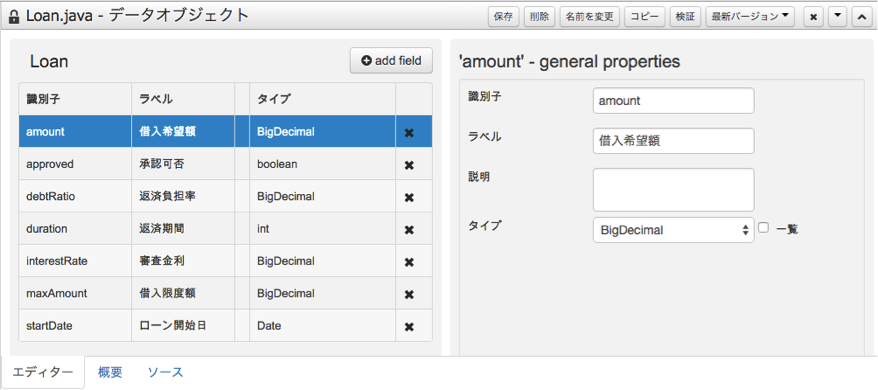 Loan.java - データオブジェクト 保存 削除 名前を変更 コピー 検証 最新バージョン
Loan add field
識別子 ラベル タイプ
amount 借入希望額 BigDecimal
approved 承認可否 boolean
debtRatio 返済負担率 BigDecimal
duration 返済期間 int
interestRate 審査金利 BigDecimal
maxAmount 借入限度額 BigDecimal
startDate ローン開始日 Date
'amount' - general properties
識別子 amount
ラベル 借入希望額
説明
タイプ BigDecimal 一覧
エディター 概要 ソース